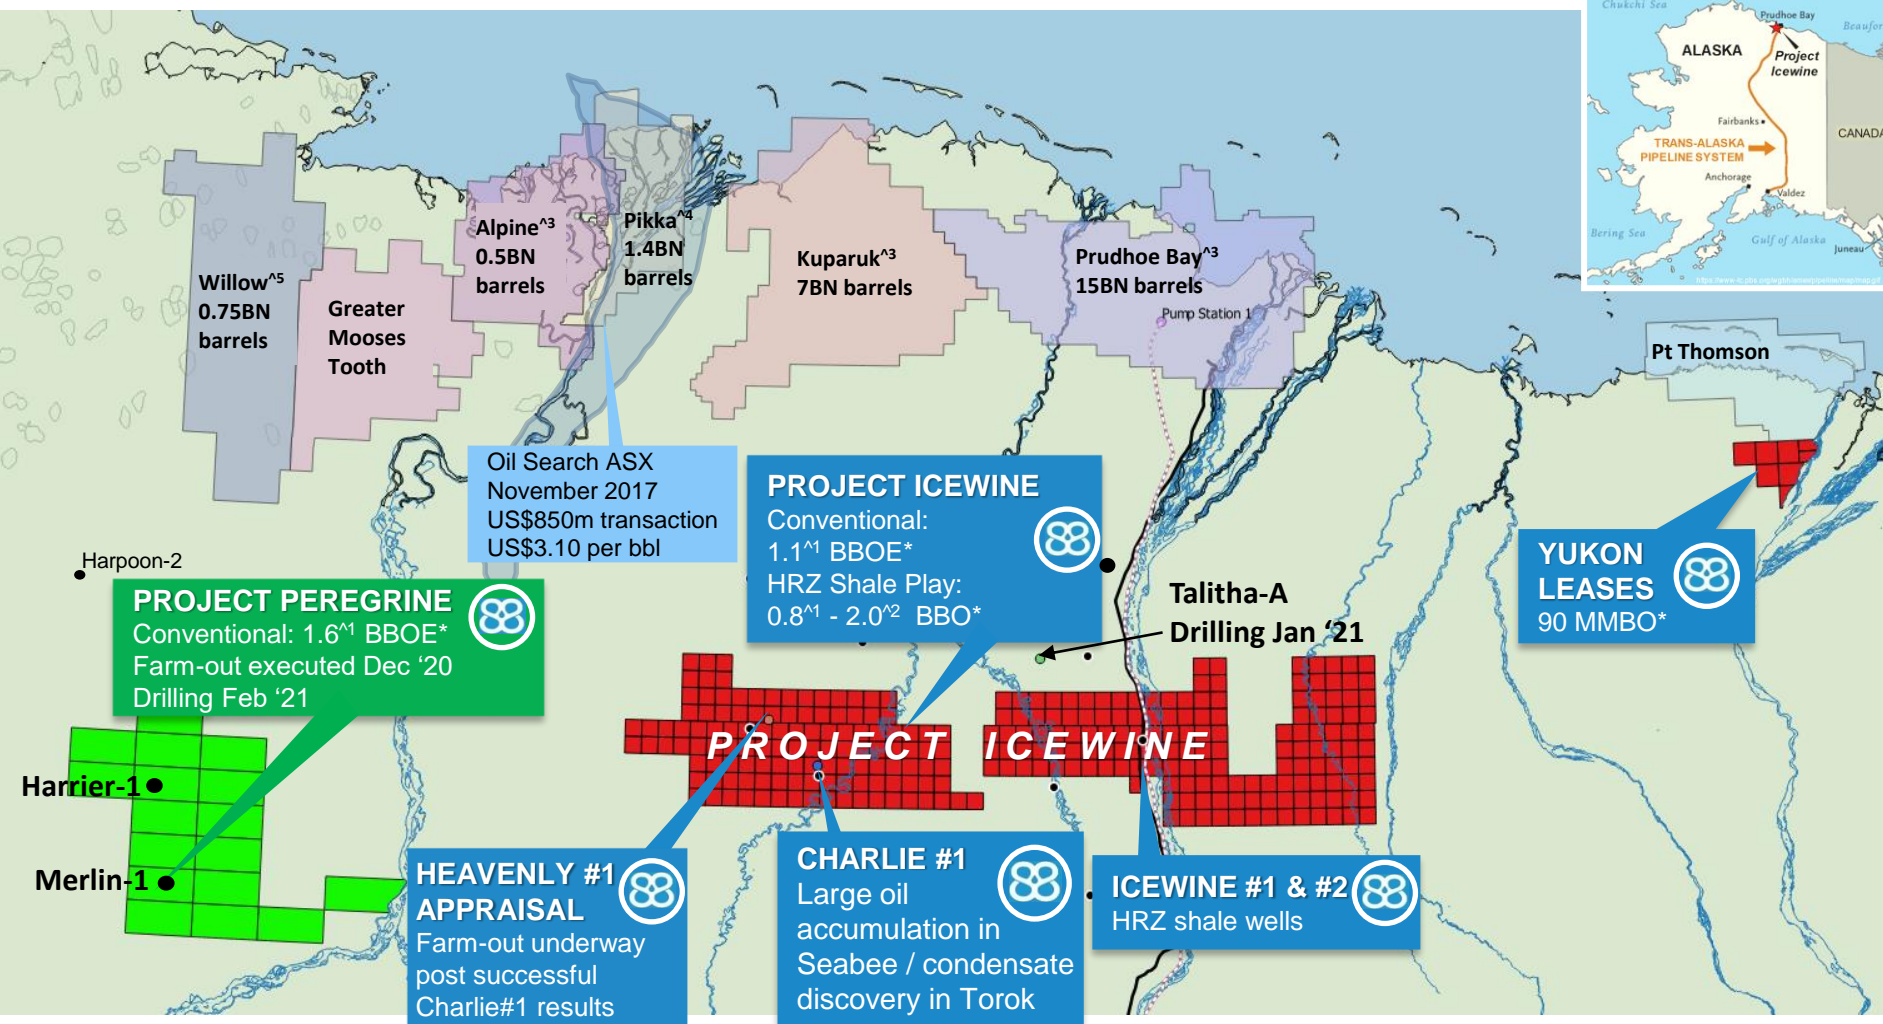 Chukchi Sea
Prudhoe Bay
ALASKA
Project
Icewine
Fairbanks
CANADA
TRANS-ALASKA
PIPELINE SYSTEM
Anchorage
Valdez
Bering Sea
Gulf of Alaska
Juneau
Willow^5
0.75BN
barrels
Greater
Mooses
Tooth
Alpine^3
0.5BN
barrels
Pikka^4
1.4BN
barrels
Kuparuk^3
7BN barrels
Prudhoe Bay^3
15BN barrels
Pump Station 1
Pt Thomson
Oil Search ASX
November 2017
US$850m transaction
US$3.10 per bbl
PROJECT ICEWINE
Conventional:
1.1^1 BBOE*
HRZ Shale Play:
0.8^1 - 2.0^2 BBO*
YUKON
LEASES
90 MMBO*
Harpoon-2
PROJECT PEREGRINE
Conventional: 1.6^1 BBOE*
Farm-out executed Dec ‘20
Drilling Feb ‘21
Talitha-A
Drilling Jan ‘21
PROJECT ICEWINE
Harrier-1
Merlin-1
HEAVENLY #1
APPRAISAL
Farm-out underway
post successful
Charlie#1 results
CHARLIE #1
Large oil
accumulation in
Seabee / condensate
discovery in Torok
ICEWINE #1 & #2
HRZ shale wells